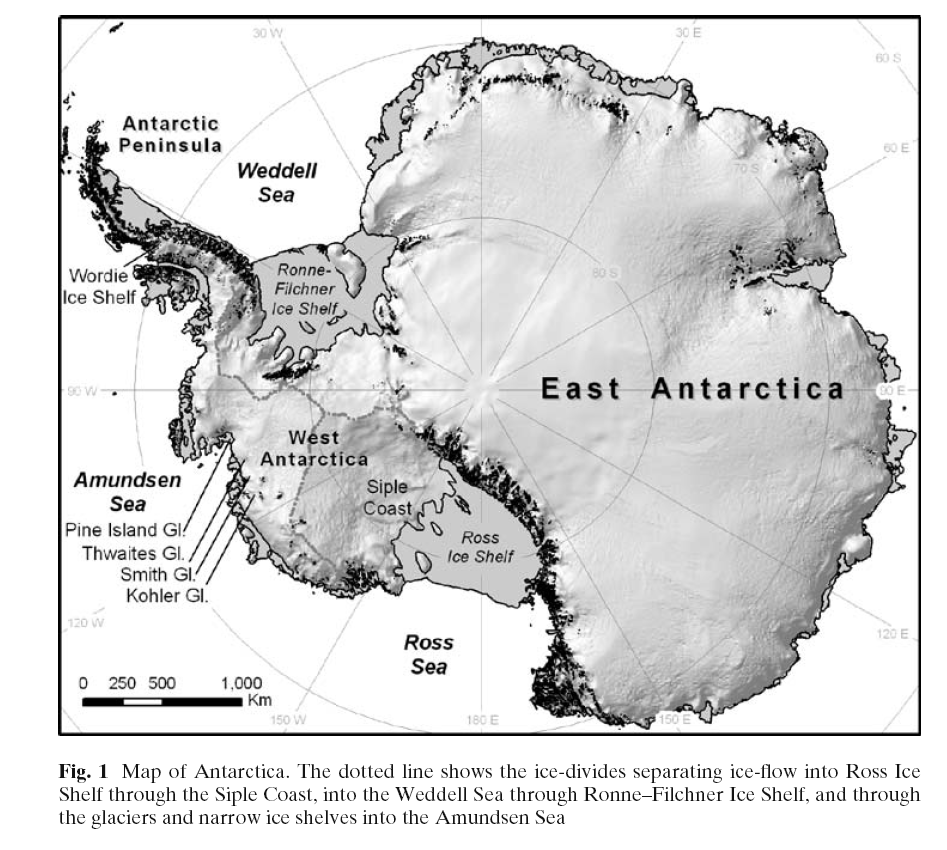 30 W
30 E
60 S
Antarctic
Peninsula
60 E
Weddell
Sea
70 S
Wordie
Ice Shelf
Ronne-
Filchner
Ice Shelf
80 S
90 W
East Antarctica
90 E
West
Antarctica
Amundsen
Sea
Siple
Coast
Pine Island Gl.
Thwaites Gl.
Smith Gl.
Kohler Gl.
Ross
Ice Shelf
120 W
Ross
Sea
120 E
0 250 500 1,000
Km
150 W
180 E
150 E
Fig. 1 Map of Antarctica. The dotted line shows the ice-divides separating ice-flow into Ross Ice
Shelf through the Siple Coast, into the Weddell Sea through Ronne–Filchner Ice Shelf, and through
the glaciers and narrow ice shelves into the Amundsen Sea